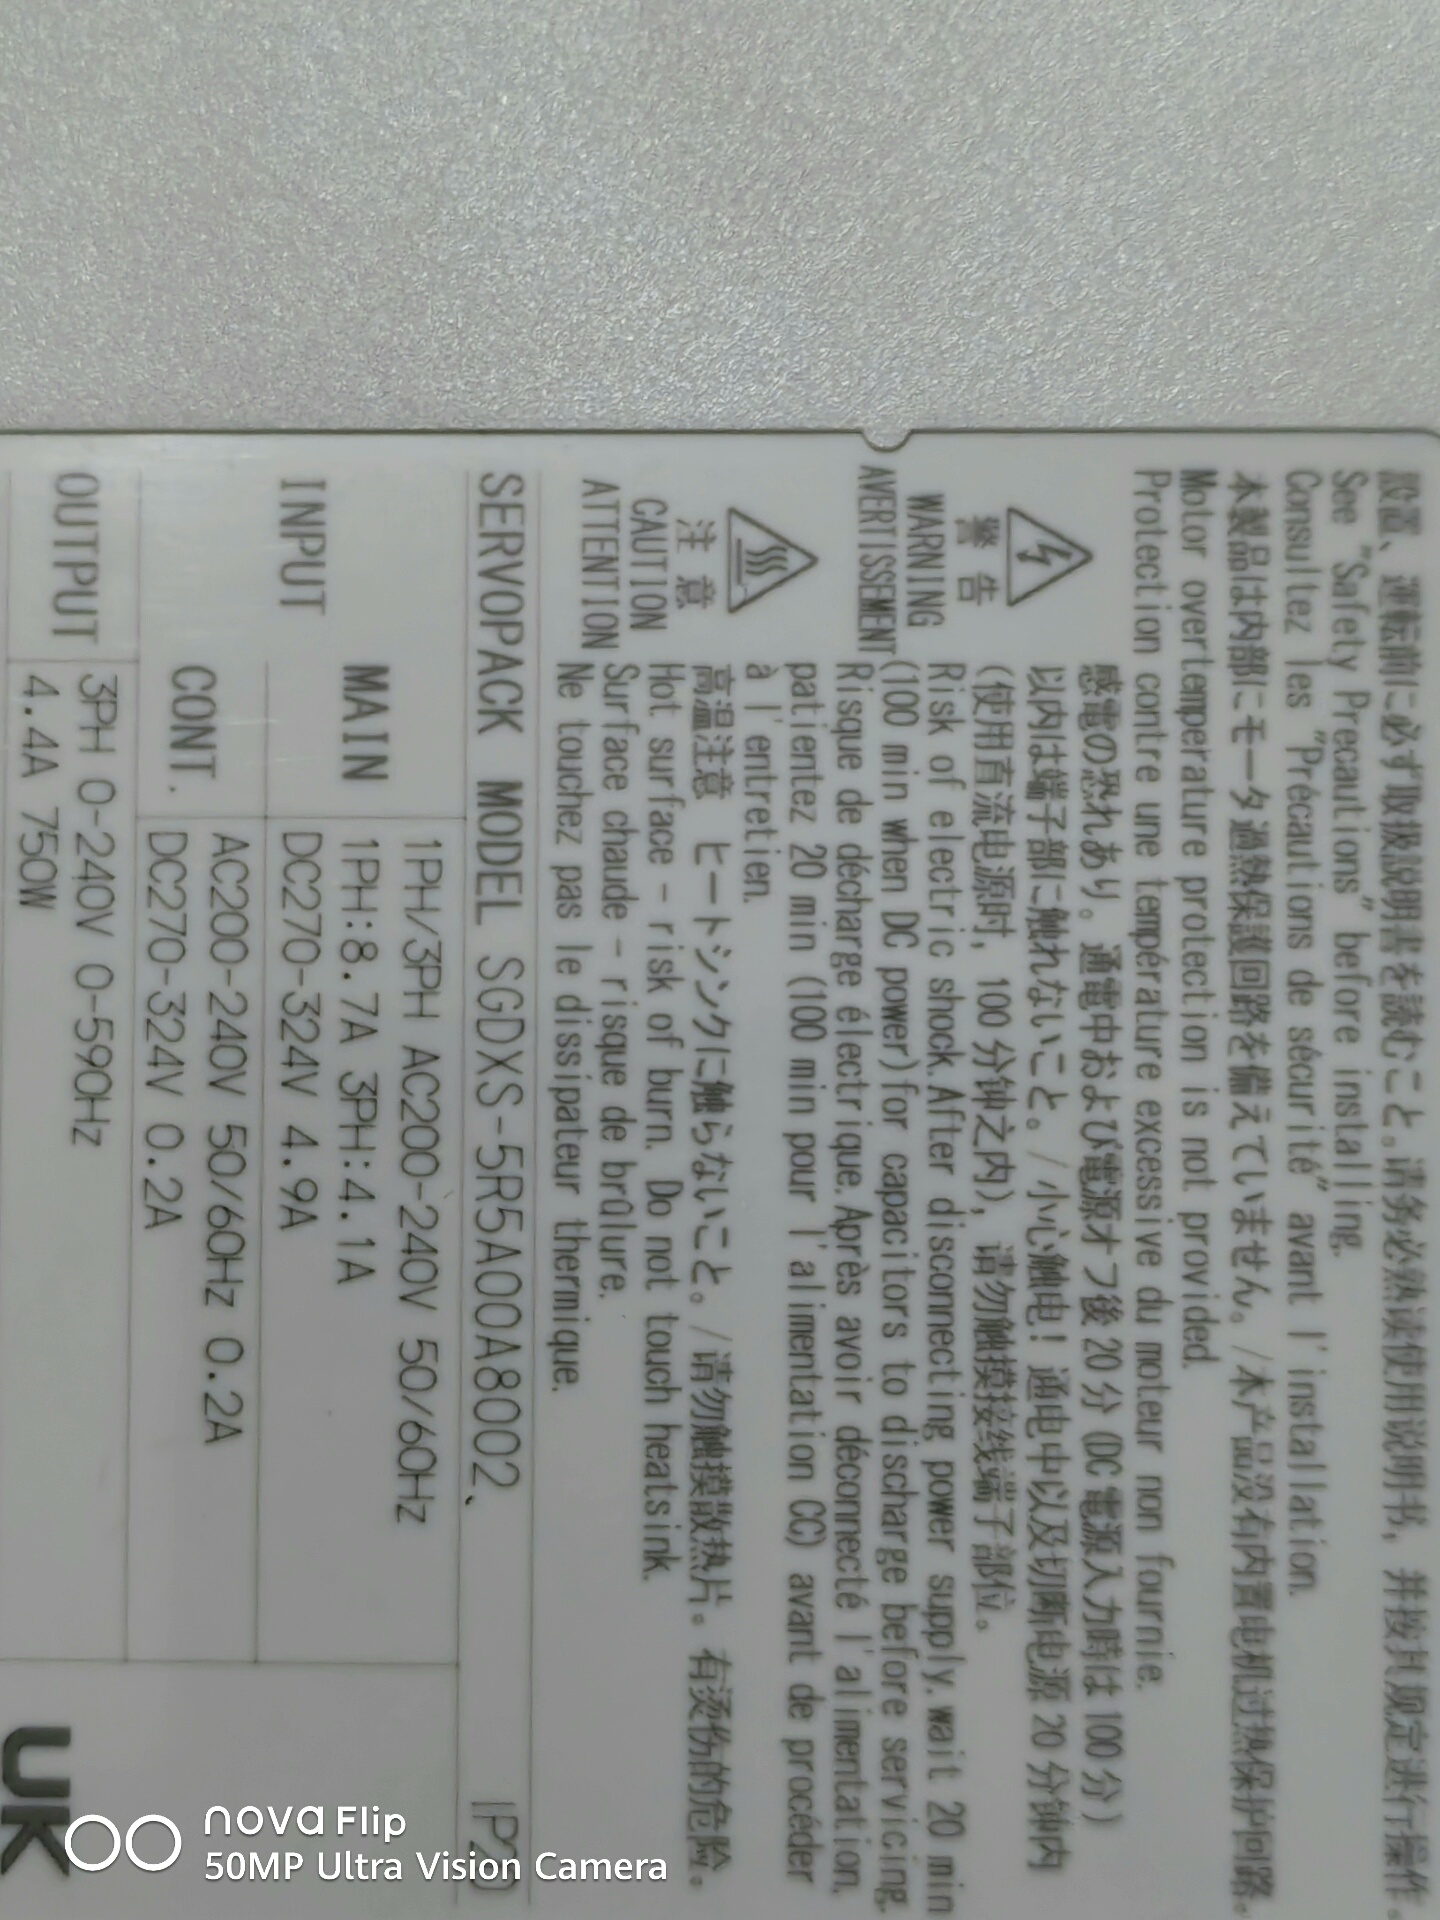 設置、運転前に必ず取扱説明書を読むこと。请务必熟读使用说明书，并按其规定进行操作。
See "Safety Precautions" before installing.
Consultez les "Précautions de sécurité" avant l'installation.
本製品は内部にモータ過熱保護回路を備えていません。/本产品没有内置电机过热保护回路。
Motor overtemperature protection is not provided.
Protection contre une température excessive du moteur non fournie.
警告
WARNING
AVERTISSEMENT
感電の恐れあり。通電中および電源オフ後20分(DC電源入力時は100分)
以内は端子部に触れないこと。/小心触电！通电中以及切断电源20分钟内
(使用直流电源时，100分钟之内)，请勿触摸接线端子部位。
Risk of electric shock. After disconnecting power supply, wait 20 min
(100 min when DC power) for capacitors to discharge before servicing.
Risque de décharge électrique. Après avoir déconnecté l'alimentation,
patientez 20 min (100 min pour l'alimentation CC) avant de procéder
à l'entretien.
注意
CAUTION
ATTENTION
高温注意 ヒートシンクに触らないこと。/请勿触摸散热片。有烫伤的危险。
Hot surface - risk of burn. Do not touch heatsink.
Surface chaude - risque de brûlure.
Ne touchez pas le dissipateur thermique.
SERVOPACK MODEL SGDXS-5R5A00A8002 IP20
INPUT
MAIN
1PH/3PH AC200-240V 50/60Hz
1PH:8.7A 3PH:4.1A
DC270-324V 4.9A
CONT.
AC200-240V 50/60Hz 0.2A
DC270-324V 0.2A
OUTPUT
3PH 0-240V 0-590Hz
4.4A 750W
UK
nova Flip
50MP Ultra Vision Camera